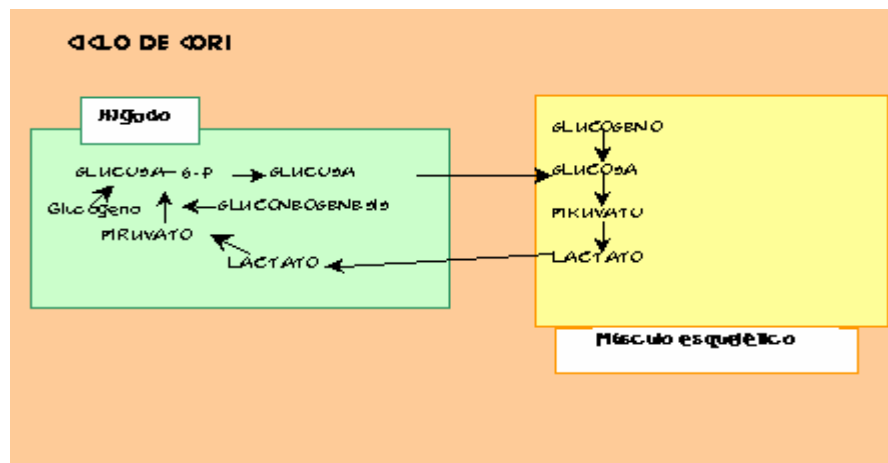 CICLO DE CORI
Hígado
GLUCOSA- 6-P
GLUCOSA
Glucógeno
GLUCONEOGENESIS
PIRUVATO
LACTATO
GLUCOGENO
GLUCOSA
PIRUVATO
LACTATO
Músculo esquelético